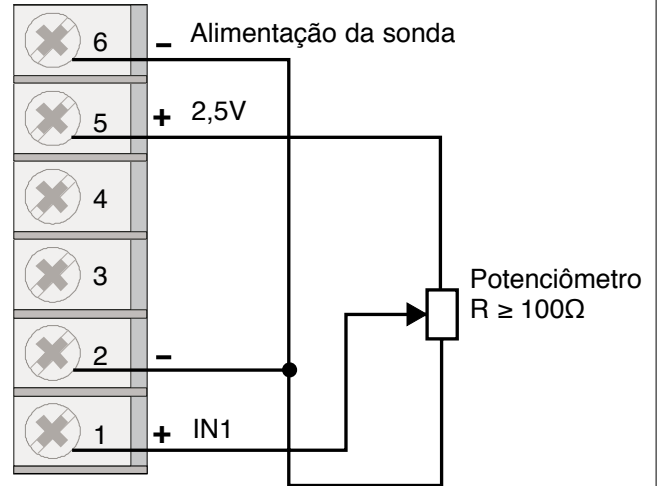 6 – Alimentação da sonda
5 + 2,5V
4
3
Potenciômetro
R ≥ 100Ω
2 –
1 + IN1